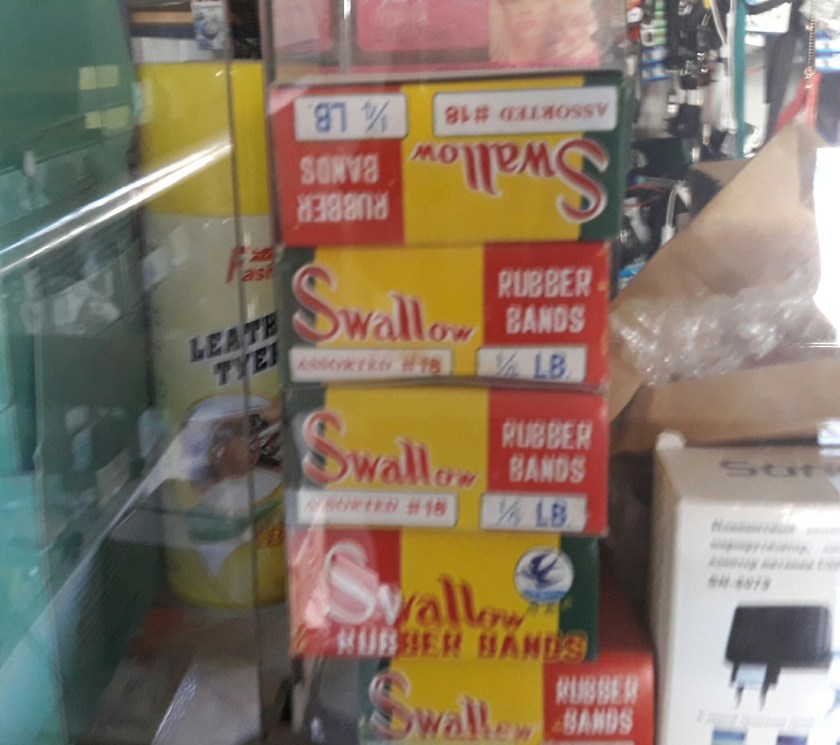 ASSORTED #18
1/4 LB.
Swallow
RUBBER
BANDS
Swallow
RUBBER
BANDS
ASSORTED #18
1/4 LB.
Swallow
RUBBER
BANDS
ASSORTED #18
1/4 LB.
Swallow
RUBBER BANDS
Swallow
RUBBER
BANDS
LEATH
TYER